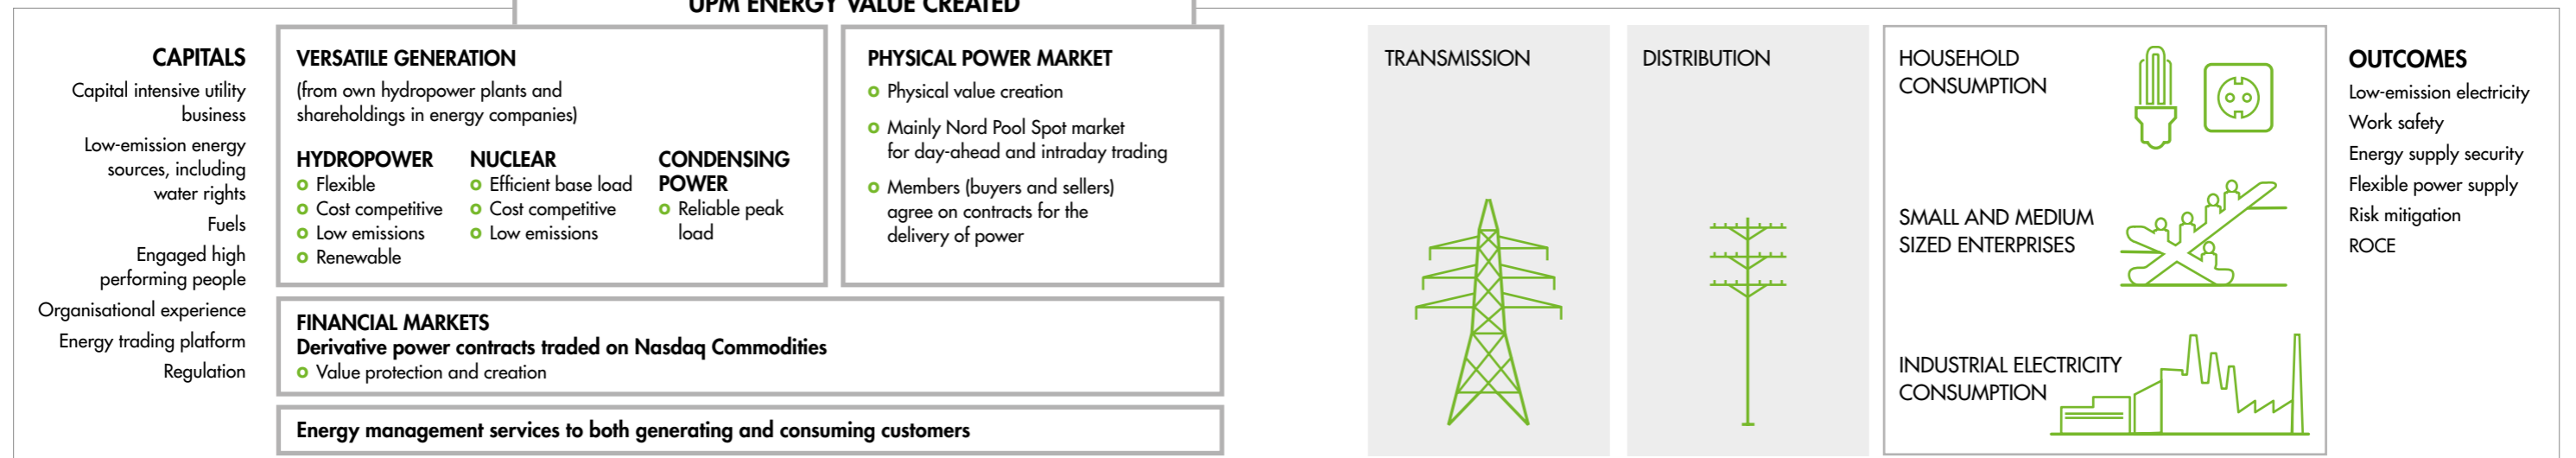 UPM ENERGY VALUE CREATED
CAPITALS
Capital intensive utility
business
Low-emission energy
sources, including
water rights
Fuels
Engaged high
performing people
Organisational experience
Energy trading platform
Regulation
VERSATILE GENERATION
(from own hydropower plants and
shareholdings in energy companies)
HYDROPOWER
Flexible
Cost competitive
Low emissions
Renewable
NUCLEAR
Efficient base load
Cost competitive
Low emissions
CONDENSING
POWER
Reliable peak
load
PHYSICAL POWER MARKET
Physical value creation
Mainly Nord Pool Spot market
for day-ahead and intraday trading
Members (buyers and sellers)
agree on contracts for the
delivery of power
FINANCIAL MARKETS
Derivative power contracts traded on Nasdaq Commodities
Value protection and creation
Energy management services to both generating and consuming customers
TRANSMISSION
DISTRIBUTION
HOUSEHOLD
CONSUMPTION
SMALL AND MEDIUM
SIZED ENTERPRISES
INDUSTRIAL ELECTRICITY
CONSUMPTION
OUTCOMES
Low-emission electricity
Work safety
Energy supply security
Flexible power supply
Risk mitigation
ROCE